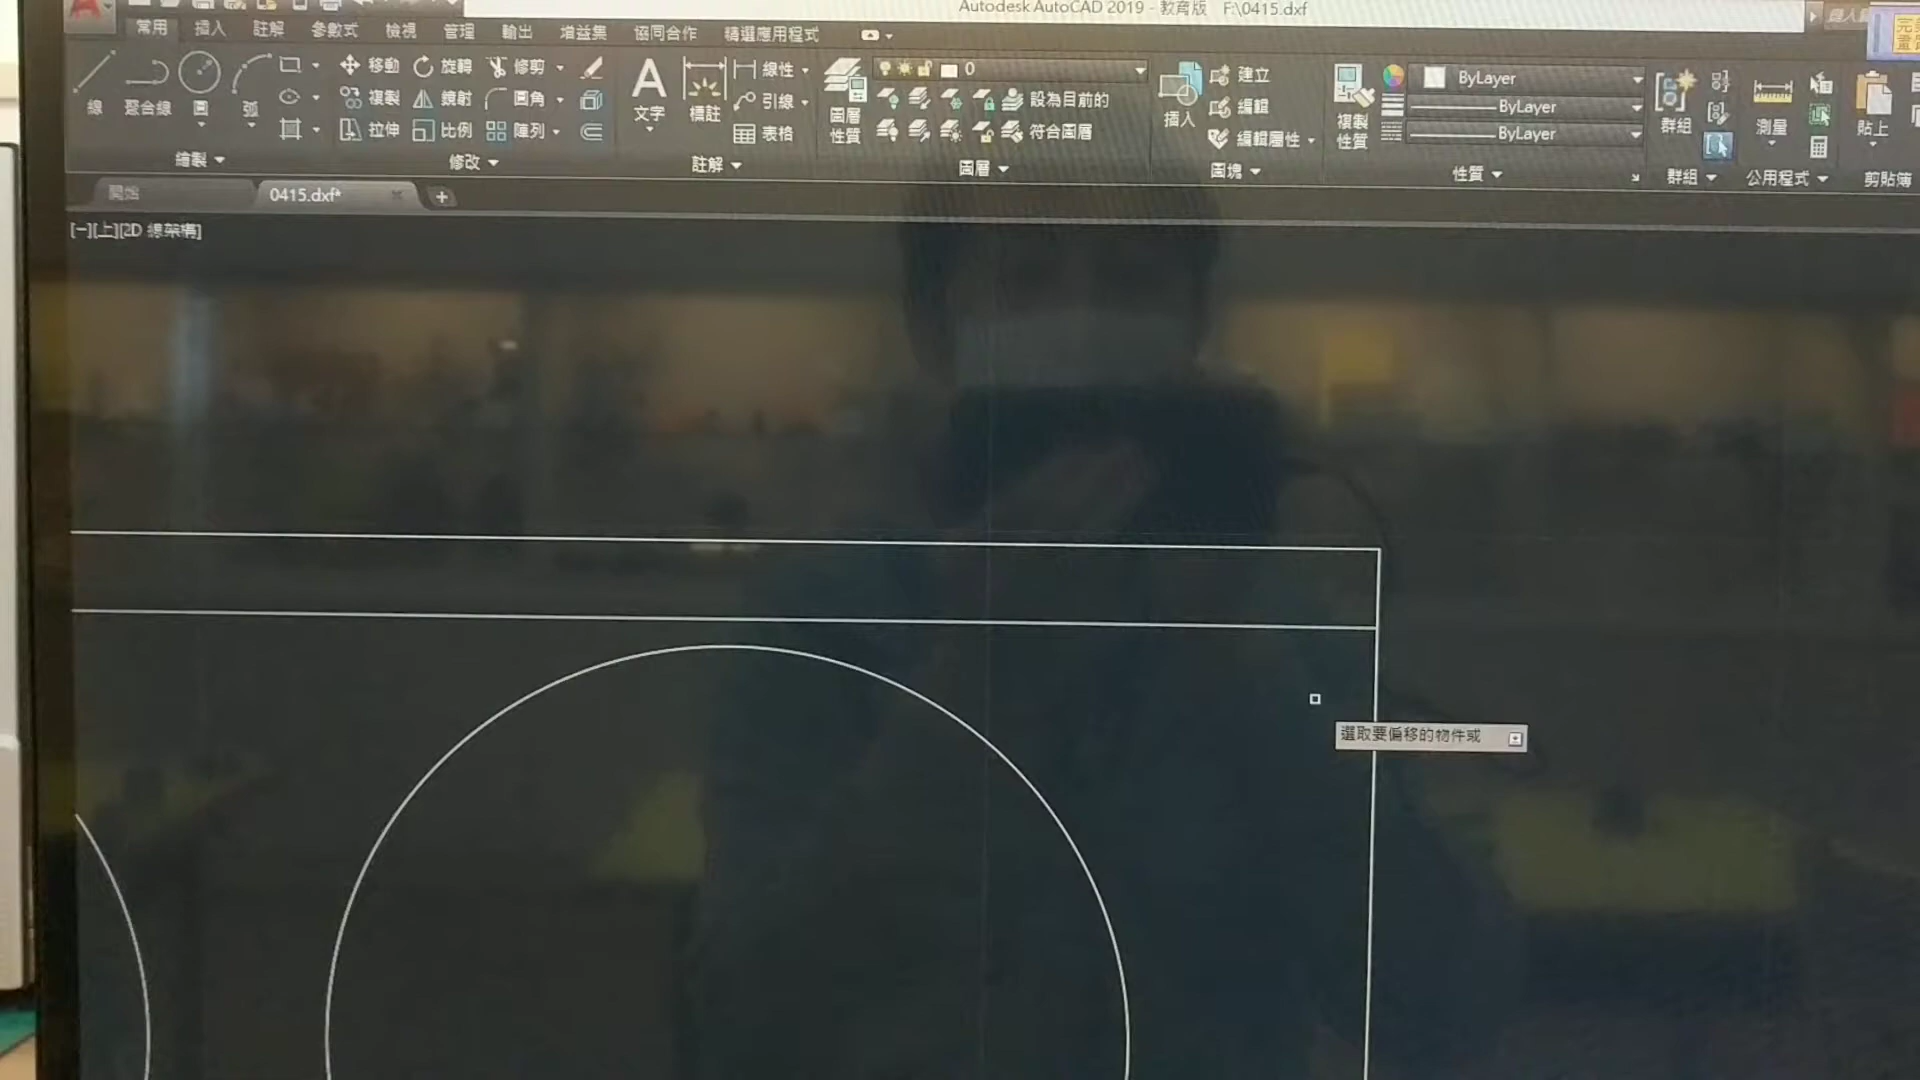 Autodesk AutoCAD 2019 - 教育版 F:\0415.dxf
常用 插入 註解 參數式 檢視 管理 輸出 增益集 協同合作 精選應用程式
線 聚合線 圓 弧
移動 旋轉 修剪
複製 鏡射 圓角
拉伸 比例 陣列
文字 標註
線性
引線
表格
圖層
性質
0
設為目前的
符合圖層
插入
建立
編輯
編輯屬性
複製
性質
ByLayer
ByLayer
ByLayer
群組 測量 貼上
繪製 修改 註解 圖層 圖塊 性質 群組 公用程式 剪貼簿
開始 0415.dxf* +
[−][上][2D 線架構]
選取要偏移的物件或